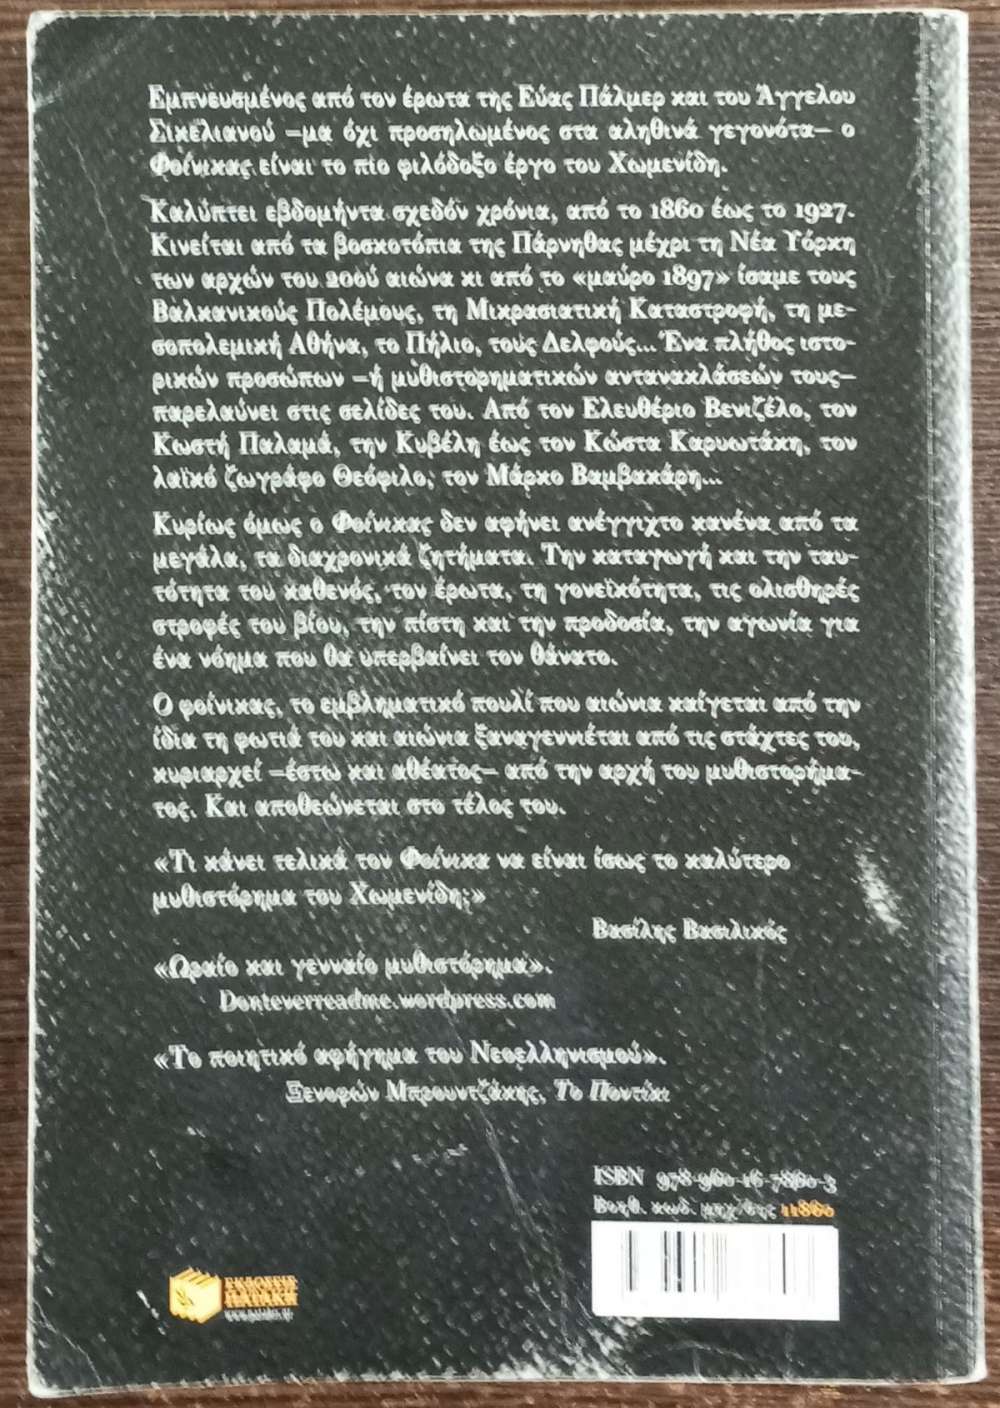 Εμπνευσμένος από τον έρωτα της Εύας Πάλμερ και του Άγγελου
Σικελιανού –μα όχι προσηλωμένος στα αληθινά γεγονότα– ο
Φοίνικας είναι το πιο φιλόδοξο έργο του Χωμενίδη.
Καλύπτει εβδομήντα σχεδόν χρόνια, από το 1860 έως το 1927.
Κινείται από τα βοσκοτόπια της Πάρνηθας μέχρι τη Νέα Υόρκη
των αρχών του 20ού αιώνα κι από το «μαύρο 1897» ίσαμε τους
Βαλκανικούς Πολέμους, τη Μικρασιατική Καταστροφή, τη με-
σοπολεμική Αθήνα, το Πήλιο, τους Δελφούς... Ένα πλήθος ιστο-
ρικών προσώπων –ή μυθιστορηματικών αντανακλάσεών τους–
παρελαύνει στις σελίδες του. Από τον Ελευθέριο Βενιζέλο, τον
Κωστή Παλαμά, την Κυβέλη έως τον Κώστα Καρυωτάκη, τον
λαϊκό ζωγράφο Θεόφιλο, τον Μάρκο Βαμβακάρη...
Κυρίως όμως ο Φοίνικας δεν αφήνει ανέγγιχτο κανένα από τα
μεγάλα, τα διαχρονικά ζητήματα. Την καταγωγή και την ταυ-
τότητα του καθενός, τον έρωτα, τη γονεϊκότητα, τις ολισθηρές
στροφές του βίου, την πίστη και την προδοσία, την αγωνία για
ένα νόημα που θα υπερβαίνει τον θάνατο.
Ο φοίνικας, το εμβληματικό πουλί που αιώνια καίγεται από την
ίδια τη φωτιά του και αιώνια ξαναγεννιέται από τις στάχτες του,
κυριαρχεί –έστω και αθέατος– από την αρχή του μυθιστορήμα-
τος. Και αποθεώνεται στο τέλος του.
«Τι κάνει τελικά τον Φοίνικα να είναι ίσως το καλύτερο
μυθιστόρημα του Χωμενίδη;»
Βασίλης Βασιλικός
«Ωραίο και γενναίο μυθιστόρημα».
Donteverreadme.wordpress.com
«Το ποιητικό αφήγημα του Νεοελληνισμού».
Ξενοφών Μπρουντζάκης, Το Ποντίκι
ISBN 978-960-16-7860-3
Βοηθ. κωδ. μηχ/σης 11860
ΕΚΔΟΣΕΙΣ
ΠΑΤΑΚΗ
www.patakis.gr